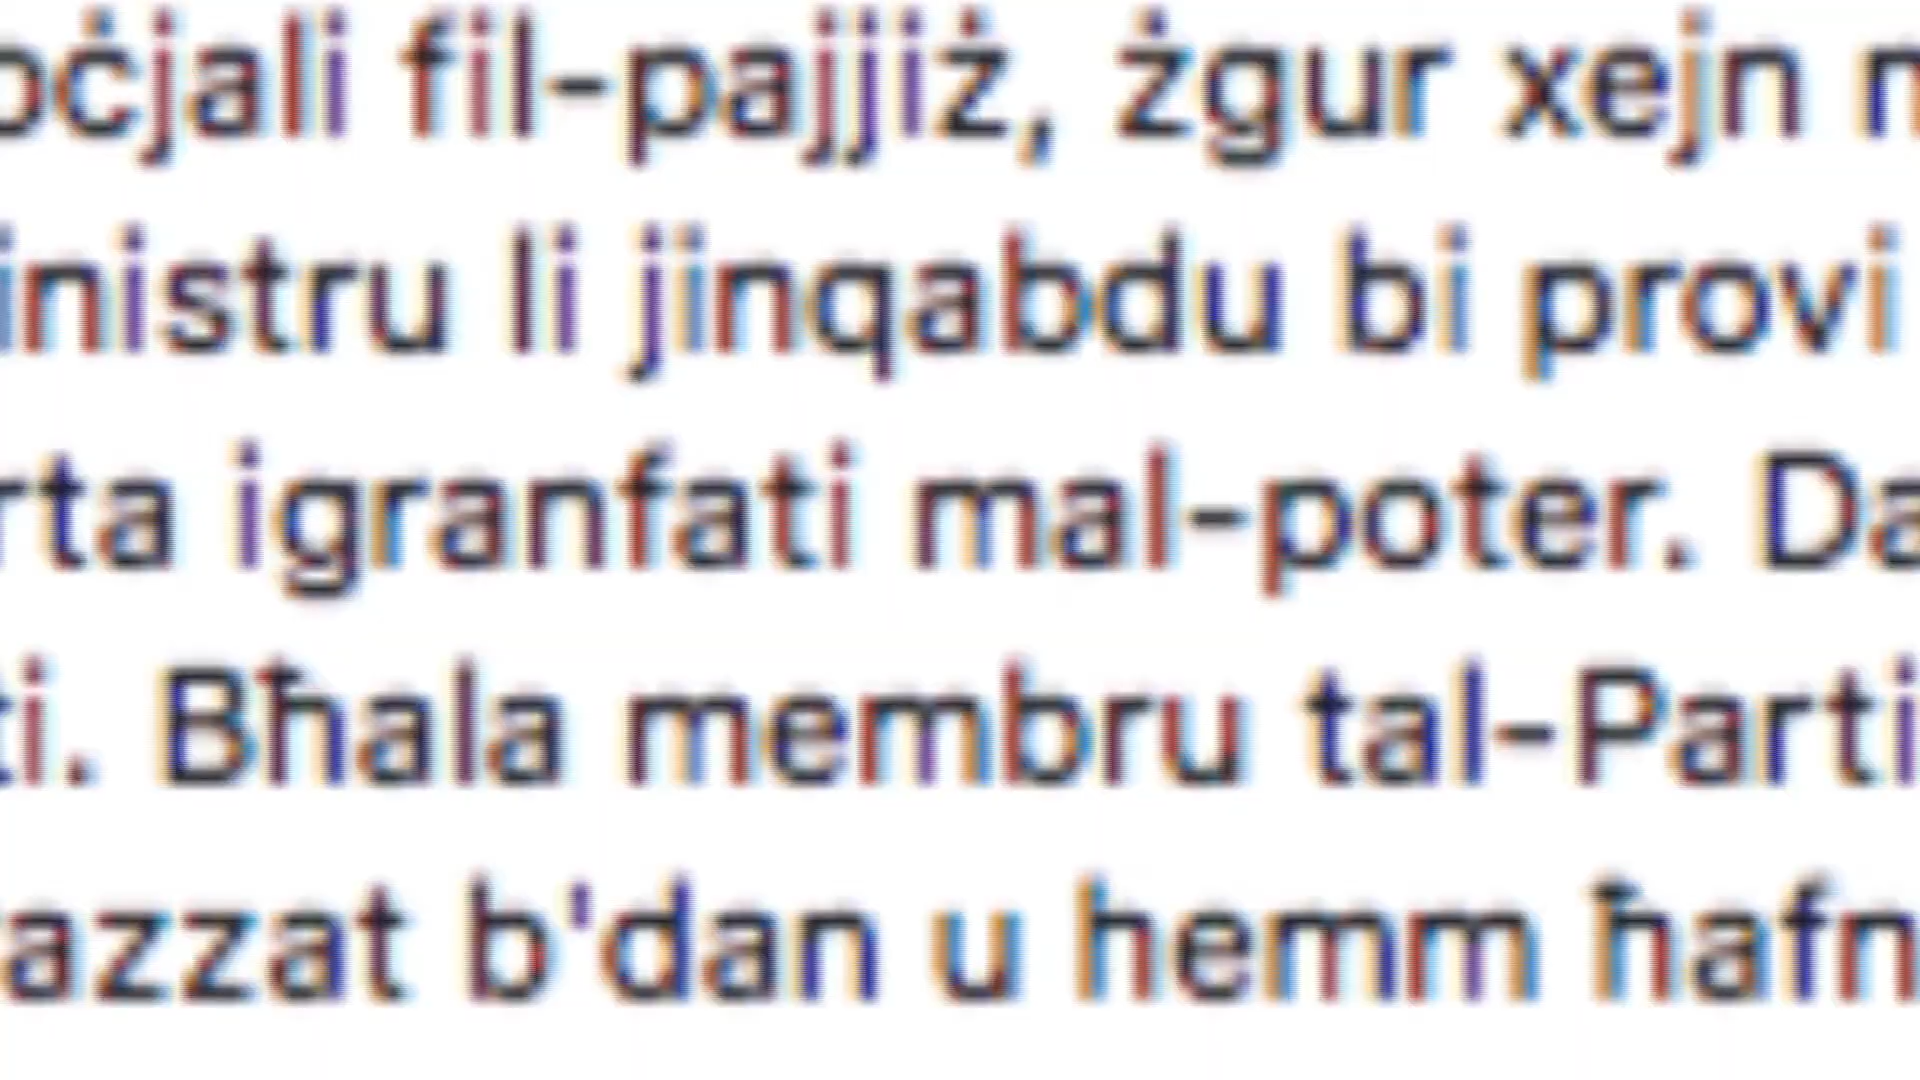 oċjali fil-pajjiż, żgur xejn
inistru li jinqabdu bi provi
rta igranfati mal-poter. Da
ti. Bħala membru tal-Parti
azzat b'dan u hemm ħafn